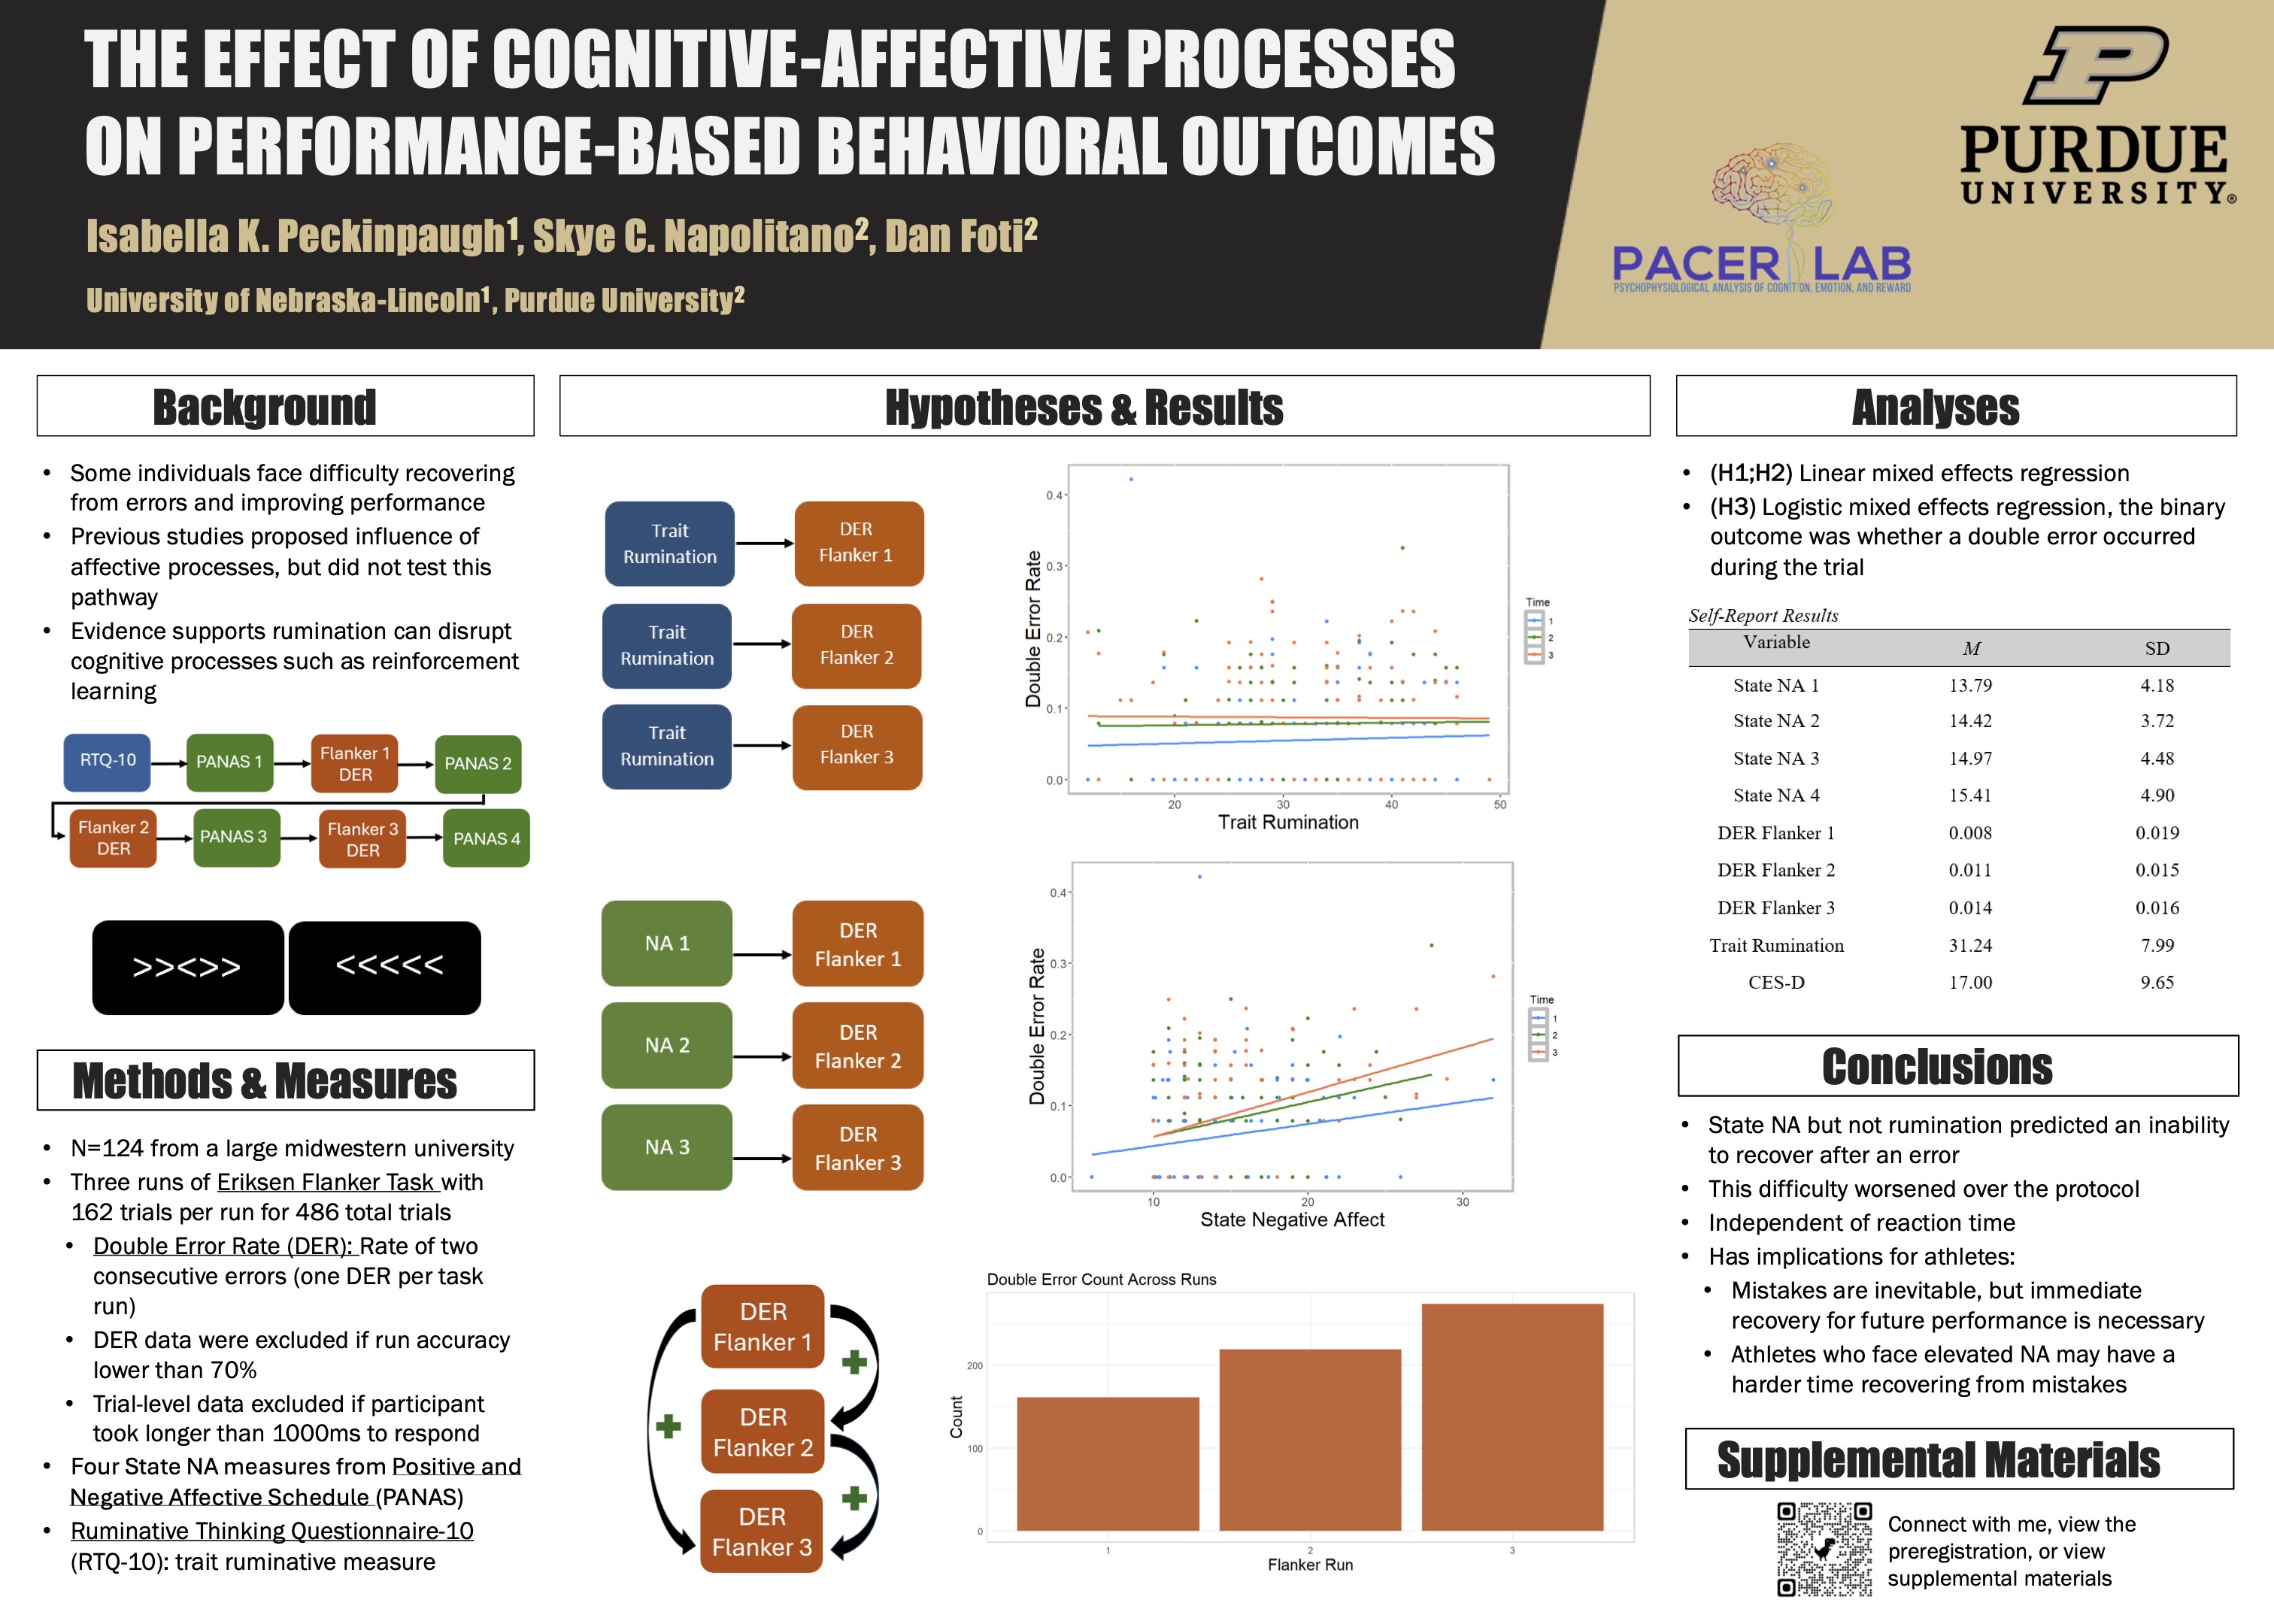 THE EFFECT OF COGNITIVE-AFFECTIVE PROCESSES
ON PERFORMANCE-BASED BEHAVIORAL OUTCOMES
Isabella K. Peckinpaugh¹, Skye C. Napolitano², Dan Foti²
University of Nebraska-Lincoln¹, Purdue University²
PACER LAB
PSYCHOPHYSIOLOGICAL ANALYSIS OF COGNITION, EMOTION, AND REWARD
P
PURDUE
UNIVERSITY®
Background
• Some individuals face difficulty recovering
from errors and improving performance
• Previous studies proposed influence of
affective processes, but did not test this
pathway
• Evidence supports rumination can disrupt
cognitive processes such as reinforcement
learning
RTQ-10
PANAS 1
Flanker 1
DER
PANAS 2
Flanker 2
DER
PANAS 3
Flanker 3
DER
PANAS 4
>><>>
<<<<<
Methods & Measures
• N=124 from a large midwestern university
• Three runs of Eriksen Flanker Task with
162 trials per run for 486 total trials
• Double Error Rate (DER): Rate of two
consecutive errors (one DER per task
run)
• DER data were excluded if run accuracy
lower than 70%
• Trial-level data excluded if participant
took longer than 1000ms to respond
• Four State NA measures from Positive and
Negative Affective Schedule (PANAS)
• Ruminative Thinking Questionnaire-10
(RTQ-10): trait ruminative measure
Hypotheses & Results
Trait
Rumination
DER
Flanker 1
Trait
Rumination
DER
Flanker 2
Trait
Rumination
DER
Flanker 3
Double Error Rate
0.4
0.3
0.2
0.1
0.0
20 30 40 50
Trait Rumination
Time
1
2
3
NA 1
DER
Flanker 1
NA 2
DER
Flanker 2
NA 3
DER
Flanker 3
Double Error Rate
0.4
0.3
0.2
0.1
0.0
10 20 30
State Negative Affect
Time
1
2
3
DER
Flanker 1
DER
Flanker 2
DER
Flanker 3
Double Error Count Across Runs
Count
200
100
0
1 2 3
Flanker Run
Analyses
• (H1;H2) Linear mixed effects regression
• (H3) Logistic mixed effects regression, the binary
outcome was whether a double error occurred
during the trial
Self-Report Results
Variable M SD
State NA 1 13.79 4.18
State NA 2 14.42 3.72
State NA 3 14.97 4.48
State NA 4 15.41 4.90
DER Flanker 1 0.008 0.019
DER Flanker 2 0.011 0.015
DER Flanker 3 0.014 0.016
Trait Rumination 31.24 7.99
CES-D 17.00 9.65
Conclusions
• State NA but not rumination predicted an inability
to recover after an error
• This difficulty worsened over the protocol
• Independent of reaction time
• Has implications for athletes:
• Mistakes are inevitable, but immediate
recovery for future performance is necessary
• Athletes who face elevated NA may have a
harder time recovering from mistakes
Supplemental Materials
Connect with me, view the
preregistration, or view
supplemental materials